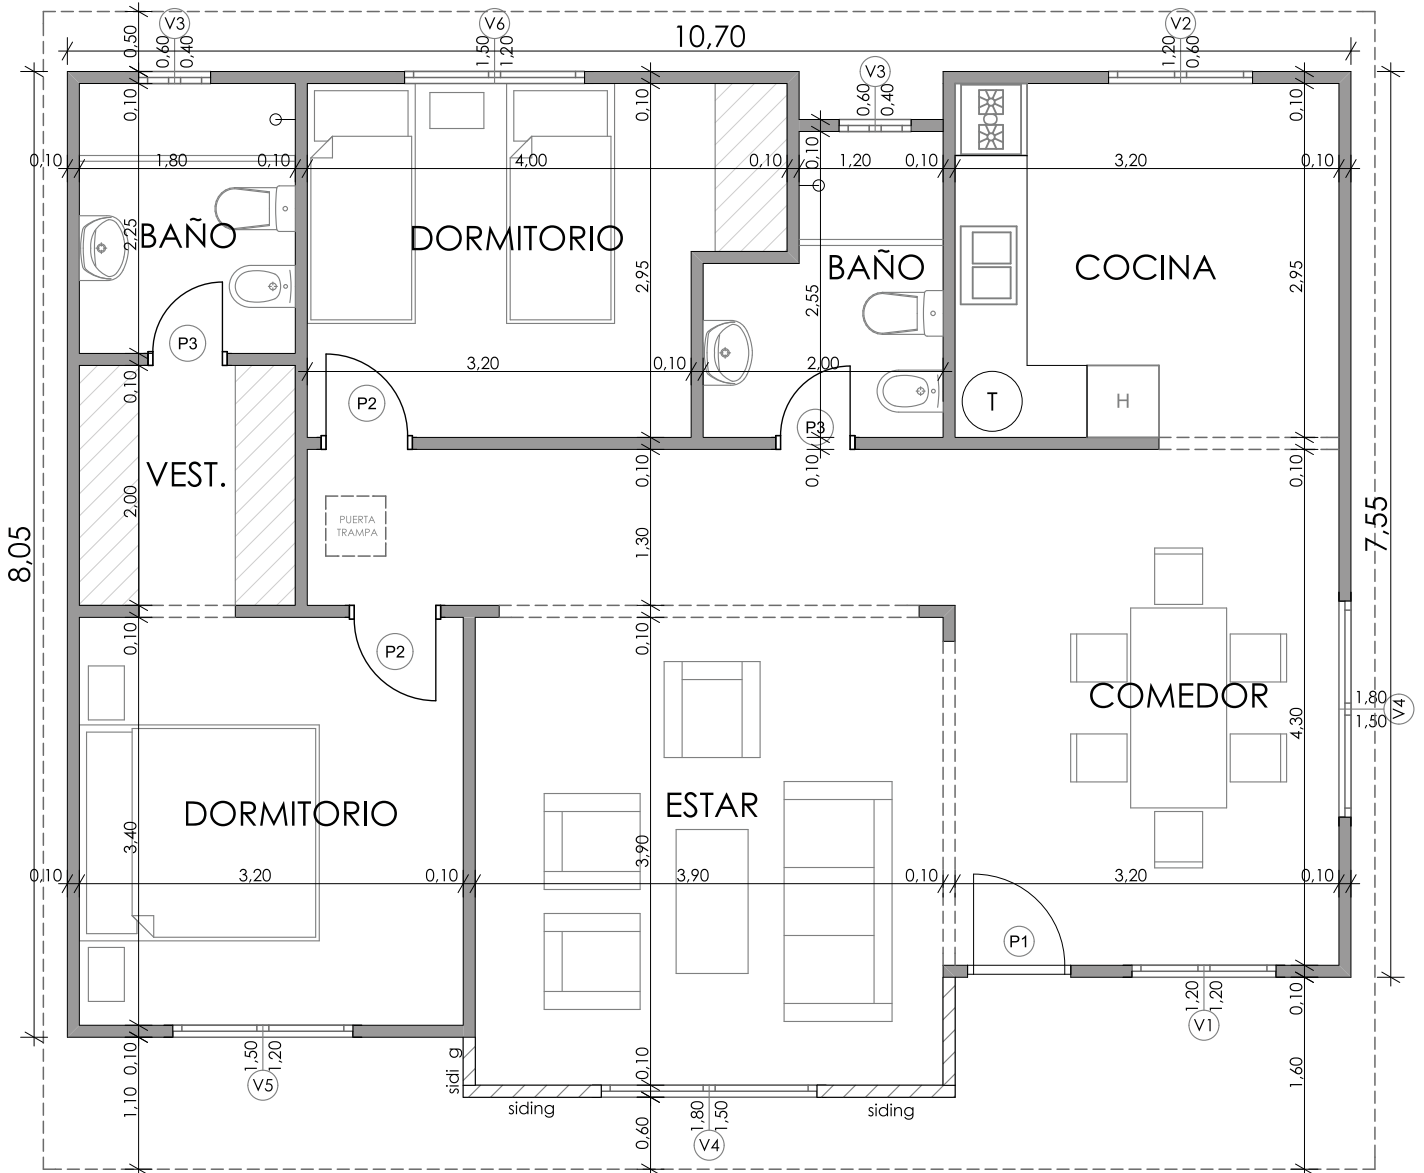 V3
V6
V2
0,50
0,60
0,40
1,50
1,20
10,70
1,20
0,60
V3
0,60
0,40
0,10
0,10
0,10
0,10
0,10
1,80
0,10
4,00
0,10
0,10
1,20
0,10
3,20
0,10
2,25
BAÑO
DORMITORIO
2,95
BAÑO
2,55
COCINA
2,95
P3
0,10
3,20
0,10
2,00
P2
P3
T
H
VEST.
2,00
0,10
0,10
0,10
PUERTA
TRAMPA
8,05
1,30
7,55
0,10
0,10
P2
COMEDOR
1,80
1,50
V4
4,30
DORMITORIO
ESTAR
3,40
3,90
0,10
3,20
0,10
3,90
0,10
3,20
0,10
P1
0,10
1,20
1,20
V1
0,10
1,10
1,50
1,20
V5
sidi g
0,10
siding
siding
1,60
0,60
1,80
1,50
V4